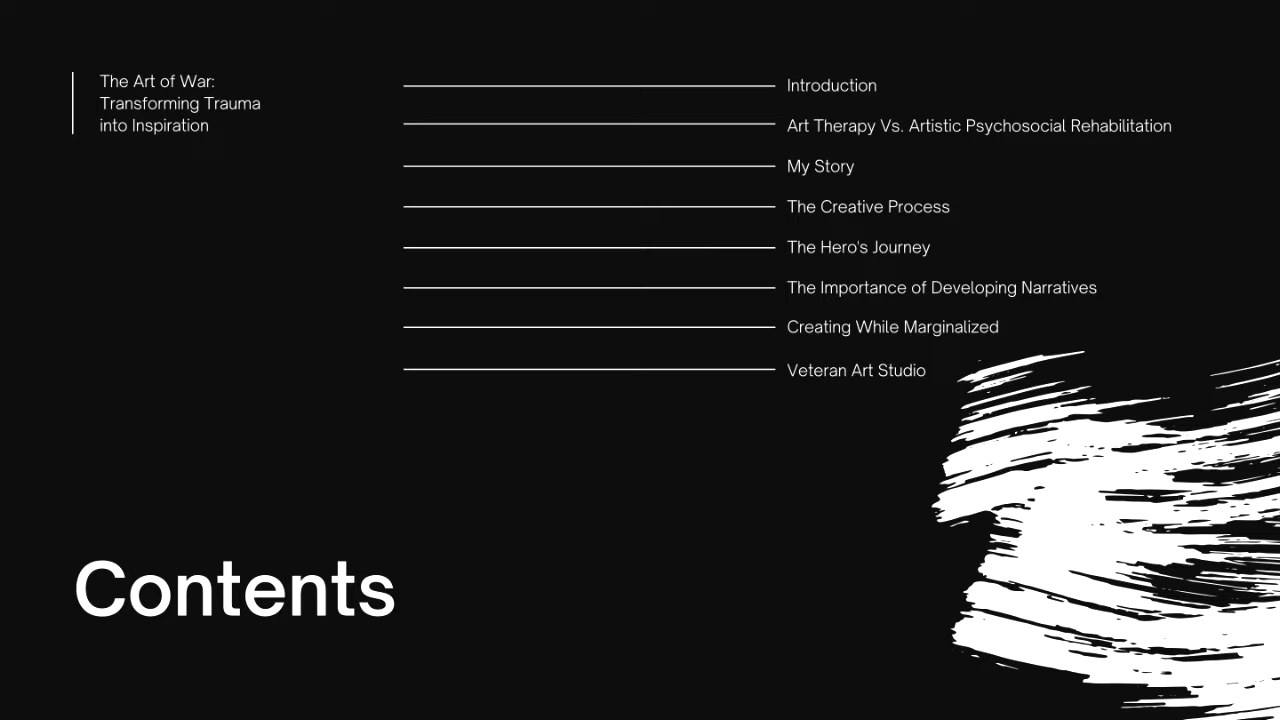 The Art of War:
Transforming Trauma
into Inspiration
Introduction
Art Therapy Vs. Artistic Psychosocial Rehabilitation
My Story
The Creative Process
The Hero's Journey
The Importance of Developing Narratives
Creating While Marginalized
Veteran Art Studio
Contents